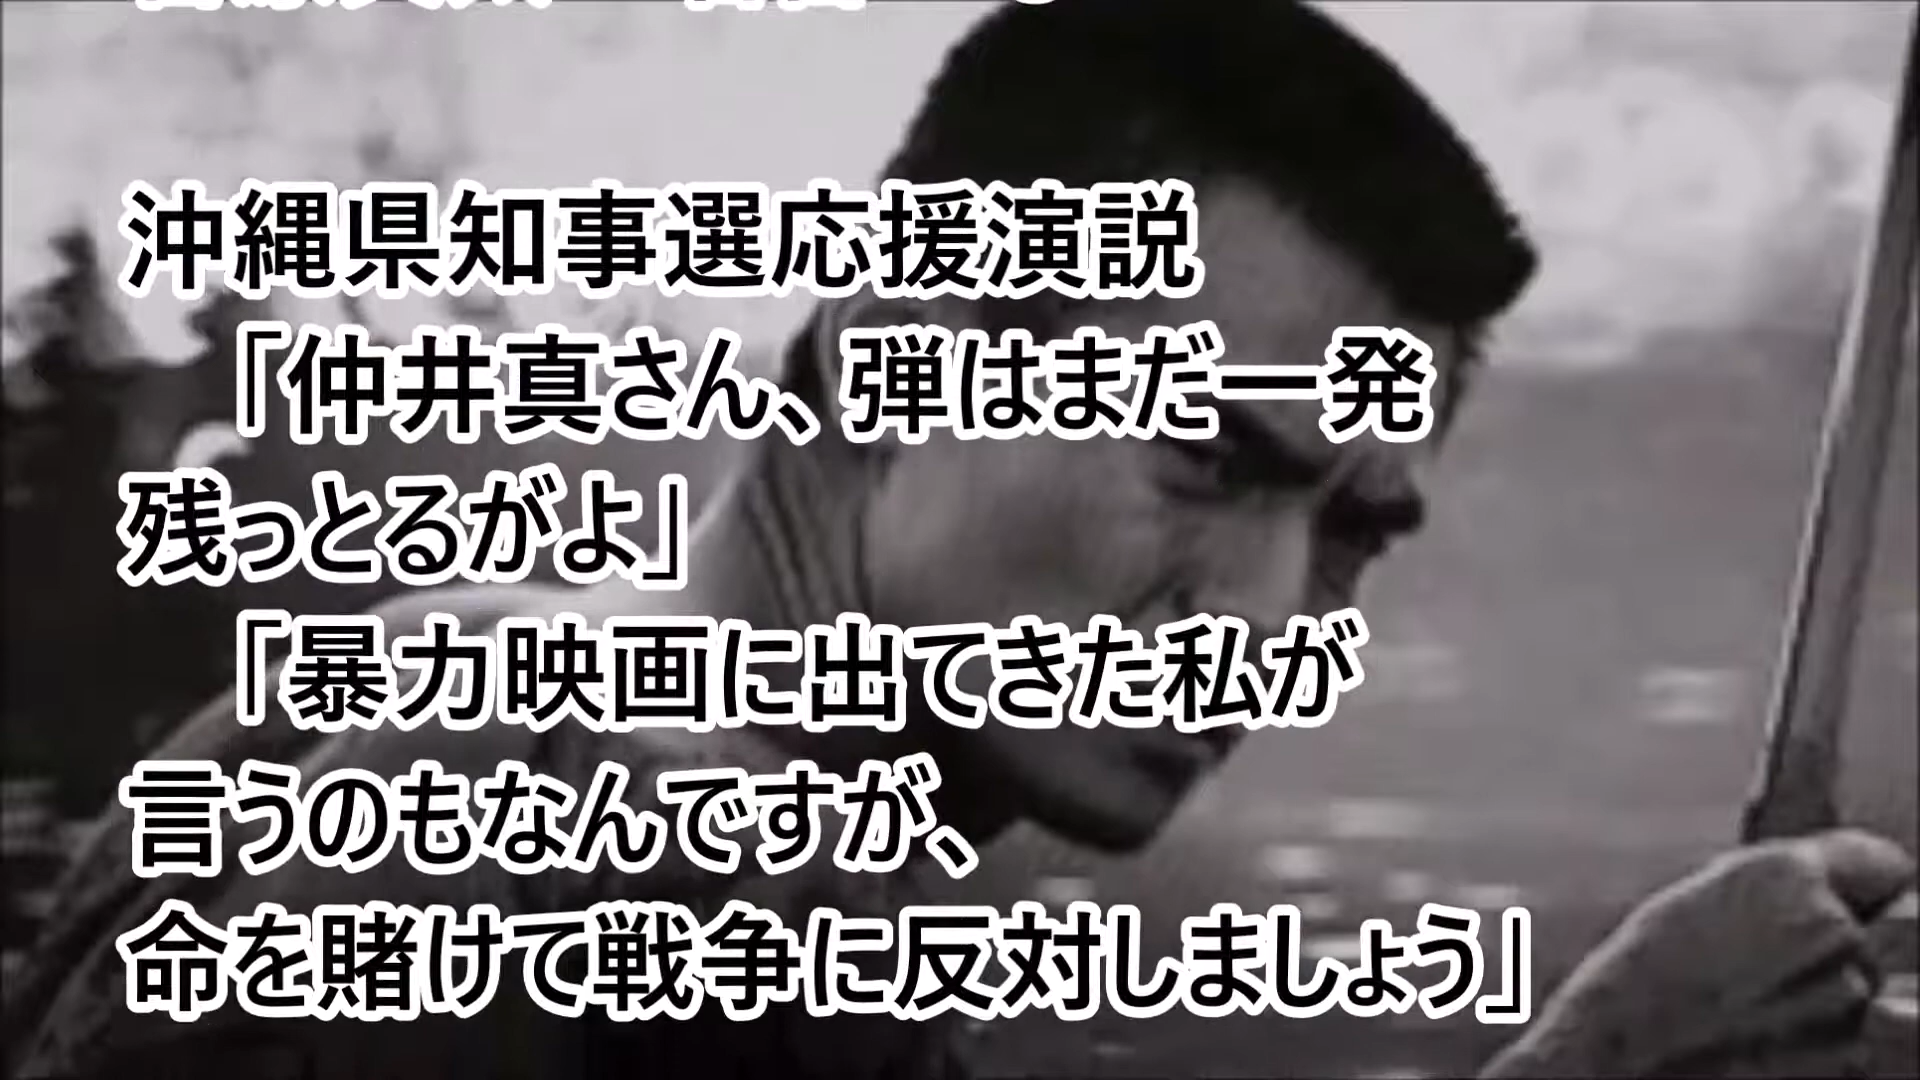 沖縄県知事選応援演説
「仲井真さん、弾はまだ一発
残っとるがよ」
「暴力映画に出てきた私が
言うのもなんですが、
命を賭けて戦争に反対しましょう」